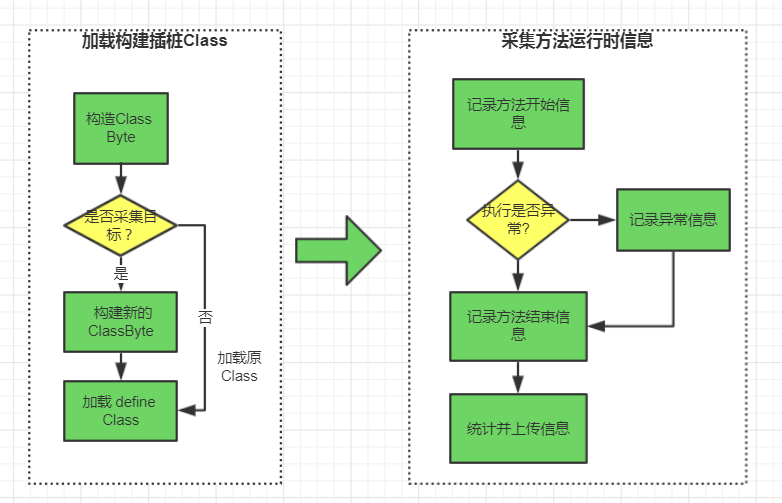 加载构建插桩Class
构造Class
Byte
是否采集目
标？
是
构建新的
ClassByte
否
加载原
Class
加载 define
Class
采集方法运行时信息
记录方法开始信
息
执行是否异
常?
记录异常信息
记录方法结束信
息
统计并上传信息